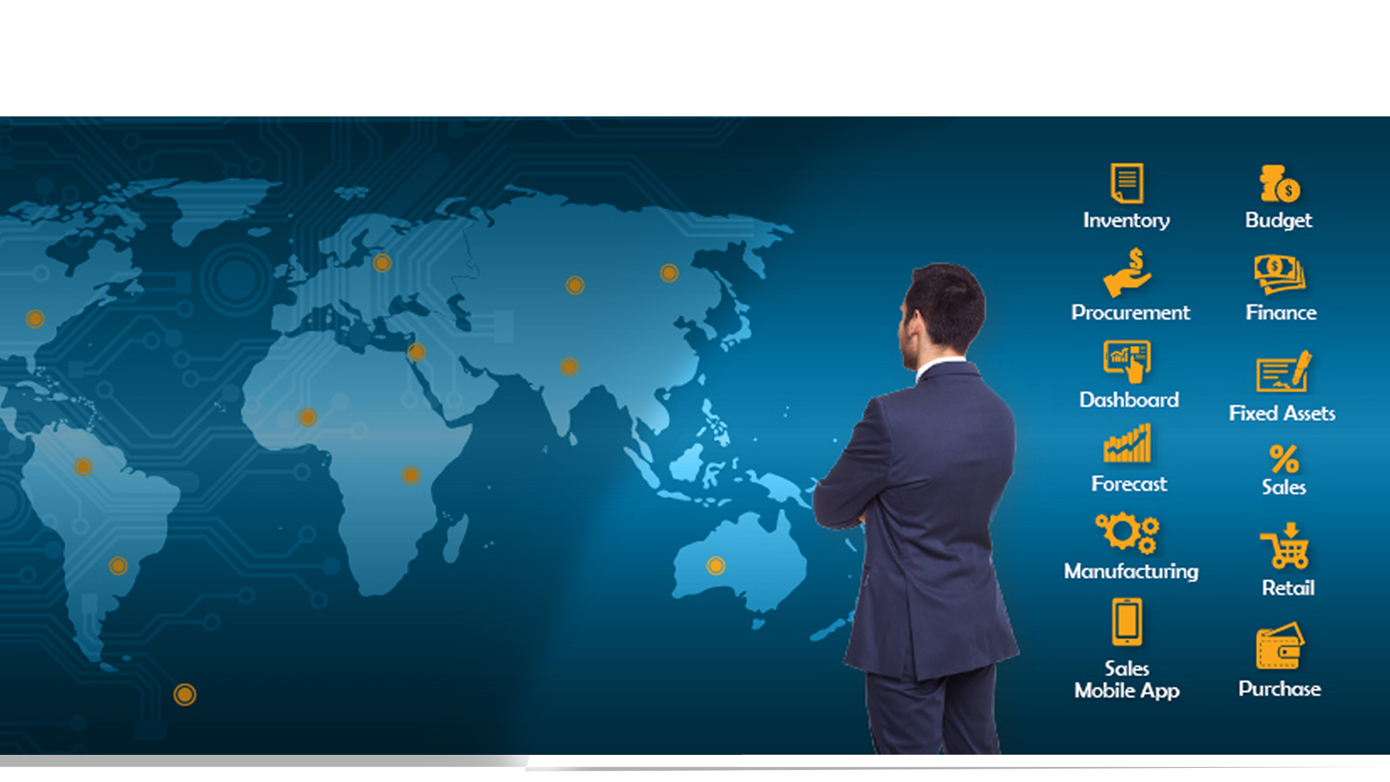 Inventory
Budget
Procurement
Finance
Dashboard
Fixed Assets
Forecast
Sales
Manufacturing
Retail
Sales
Mobile App
Purchase